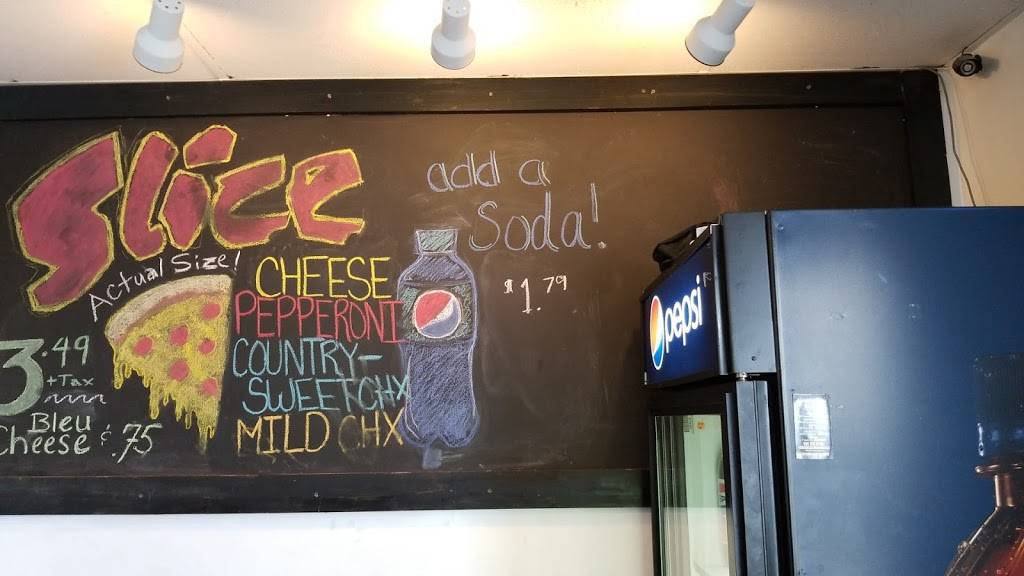 Slice
Actual Size!
CHEESE
PEPPERONI
COUNTRY-
SWEET CHX
MILD CHX
3.49
+Tax
Bleu
Cheese ¢.75
add a
Soda!
$1.79
pepsi